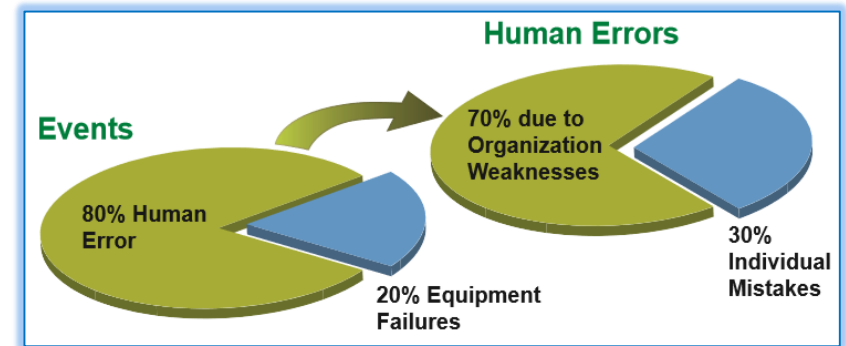 Human Errors
70% due to
Organization
Weaknesses
30%
Individual
Mistakes
Events
80% Human
Error
20% Equipment
Failures